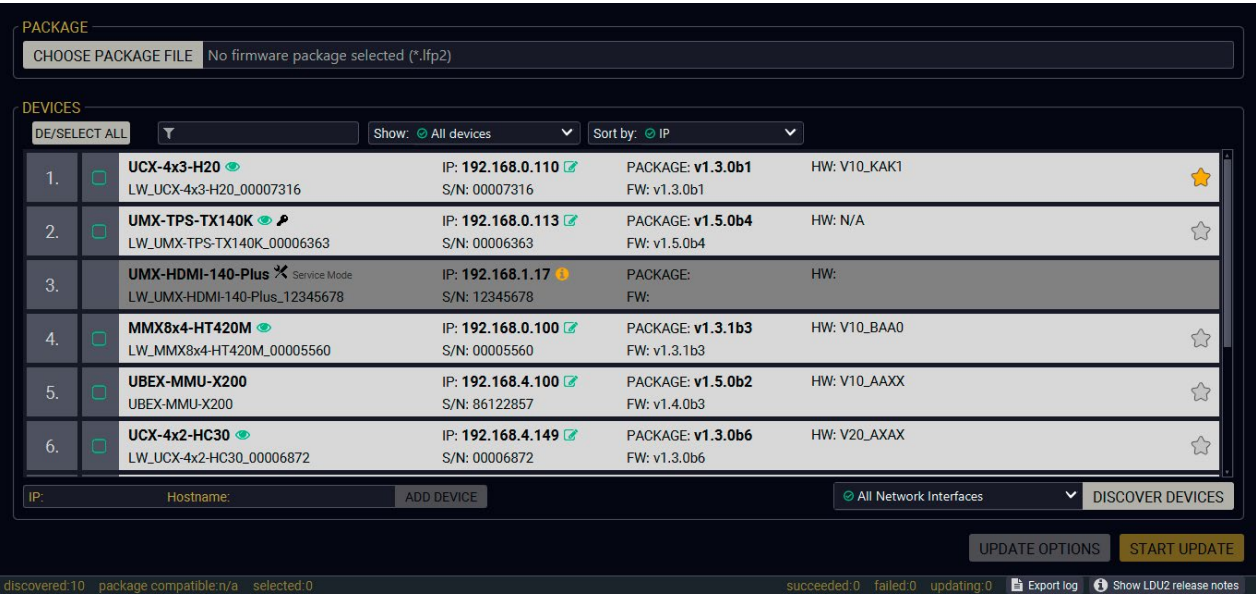 PACKAGE
CHOOSE PACKAGE FILE No firmware package selected (*.lfp2)
DEVICES
DE/SELECT ALL Show: All devices Sort by: IP
1. UCX-4x3-H20 IP: 192.168.0.110 PACKAGE: v1.3.0b1 HW: V10_KAK1
LW_UCX-4x3-H20_00007316 S/N: 00007316 FW: v1.3.0b1
2. UMX-TPS-TX140K IP: 192.168.0.113 PACKAGE: v1.5.0b4 HW: N/A
LW_UMX-TPS-TX140K_00006363 S/N: 00006363 FW: v1.5.0b4
3. UMX-HDMI-140-Plus Service Mode IP: 192.168.1.17 PACKAGE: HW:
LW_UMX-HDMI-140-Plus_12345678 S/N: 12345678 FW:
4. MMX8x4-HT420M IP: 192.168.0.100 PACKAGE: v1.3.1b3 HW: V10_BAA0
LW_MMX8x4-HT420M_00005560 S/N: 00005560 FW: v1.3.1b3
5. UBEX-MMU-X200 IP: 192.168.4.100 PACKAGE: v1.5.0b2 HW: V10_AAXX
UBEX-MMU-X200 S/N: 86122857 FW: v1.4.0b3
6. UCX-4x2-HC30 IP: 192.168.4.149 PACKAGE: v1.3.0b6 HW: V20_AXAX
LW_UCX-4x2-HC30_00006872 S/N: 00006872 FW: v1.3.0b6
IP: Hostname: ADD DEVICE All Network Interfaces DISCOVER DEVICES
UPDATE OPTIONS START UPDATE
discovered:10 package compatible:n/a selected:0 succeeded:0 failed:0 updating:0 Export log Show LDU2 release notes